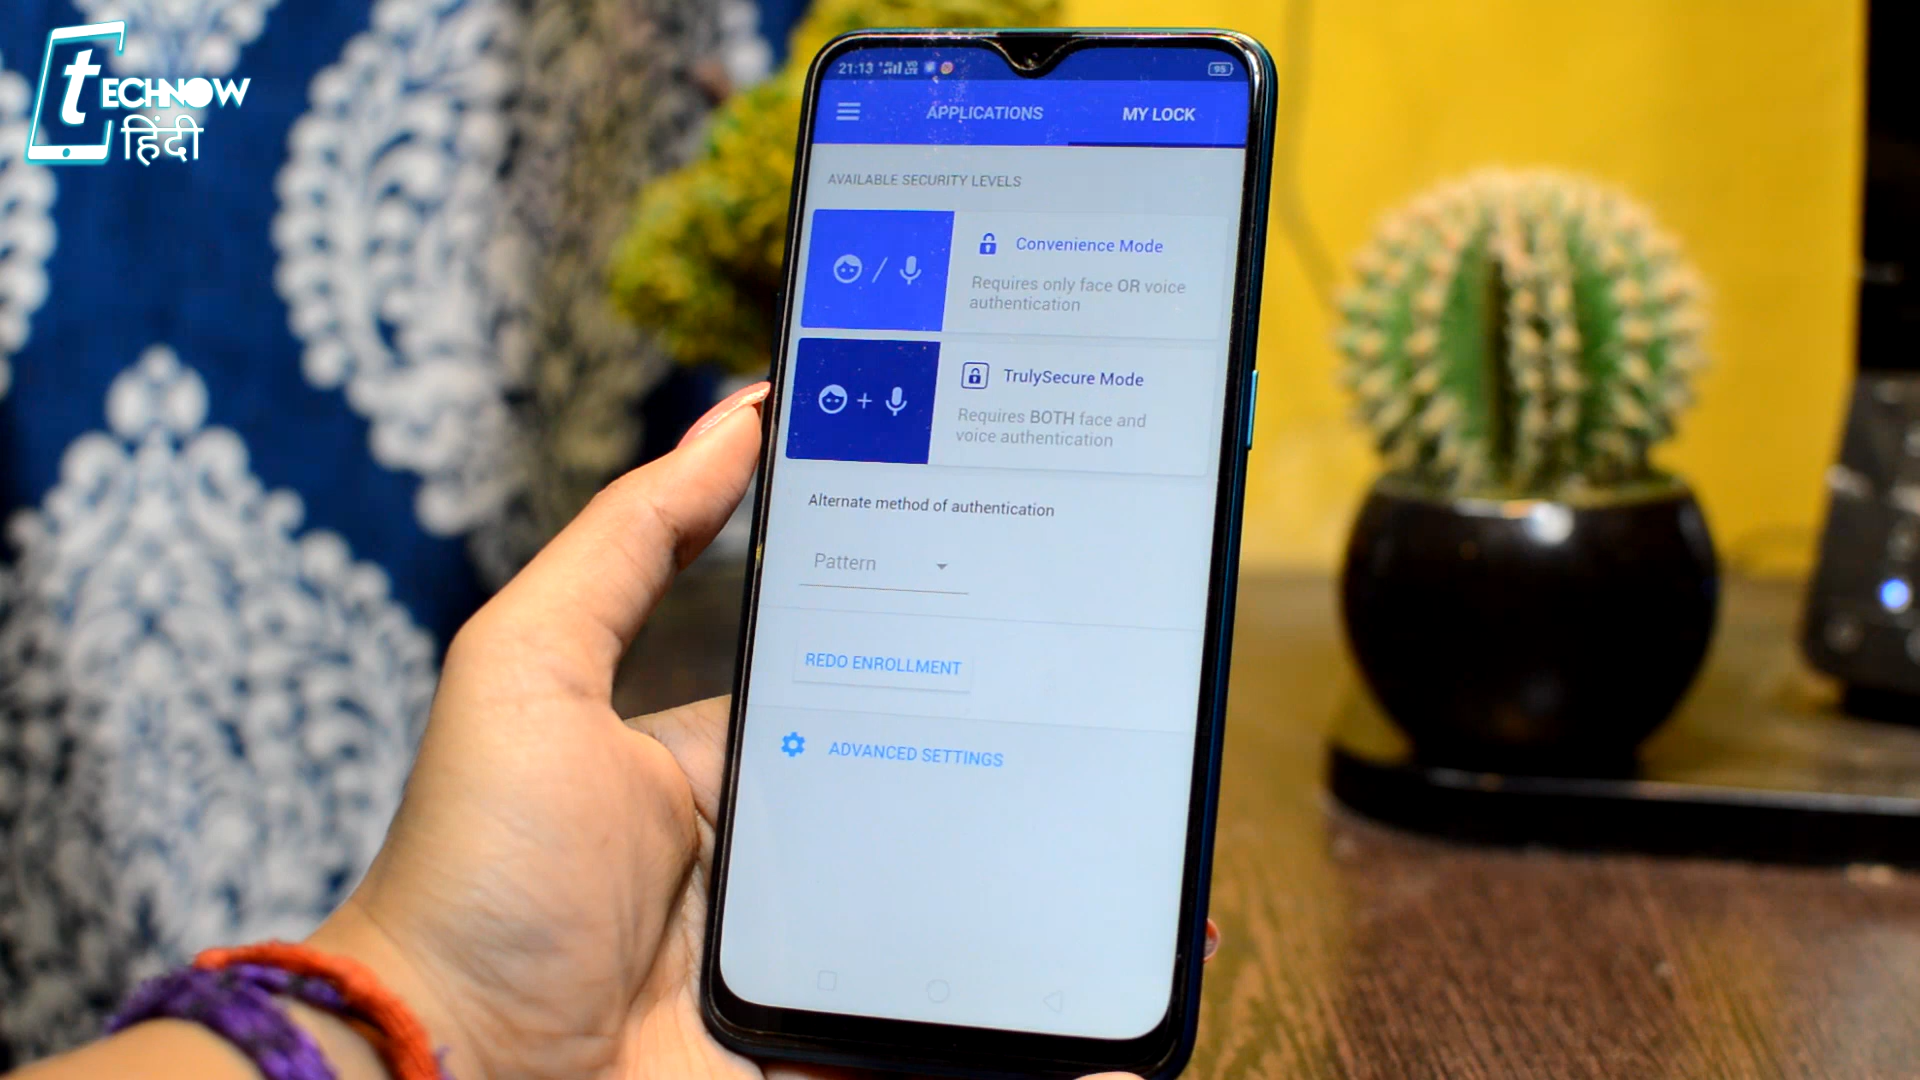 tECHNOW
हिंदी
21:13
95
APPLICATIONS
MY LOCK
AVAILABLE SECURITY LEVELS
Convenience Mode
Requires only face OR voice
authentication
TrulySecure Mode
Requires BOTH face and
voice authentication
Alternate method of authentication
Pattern
REDO ENROLLMENT
ADVANCED SETTINGS